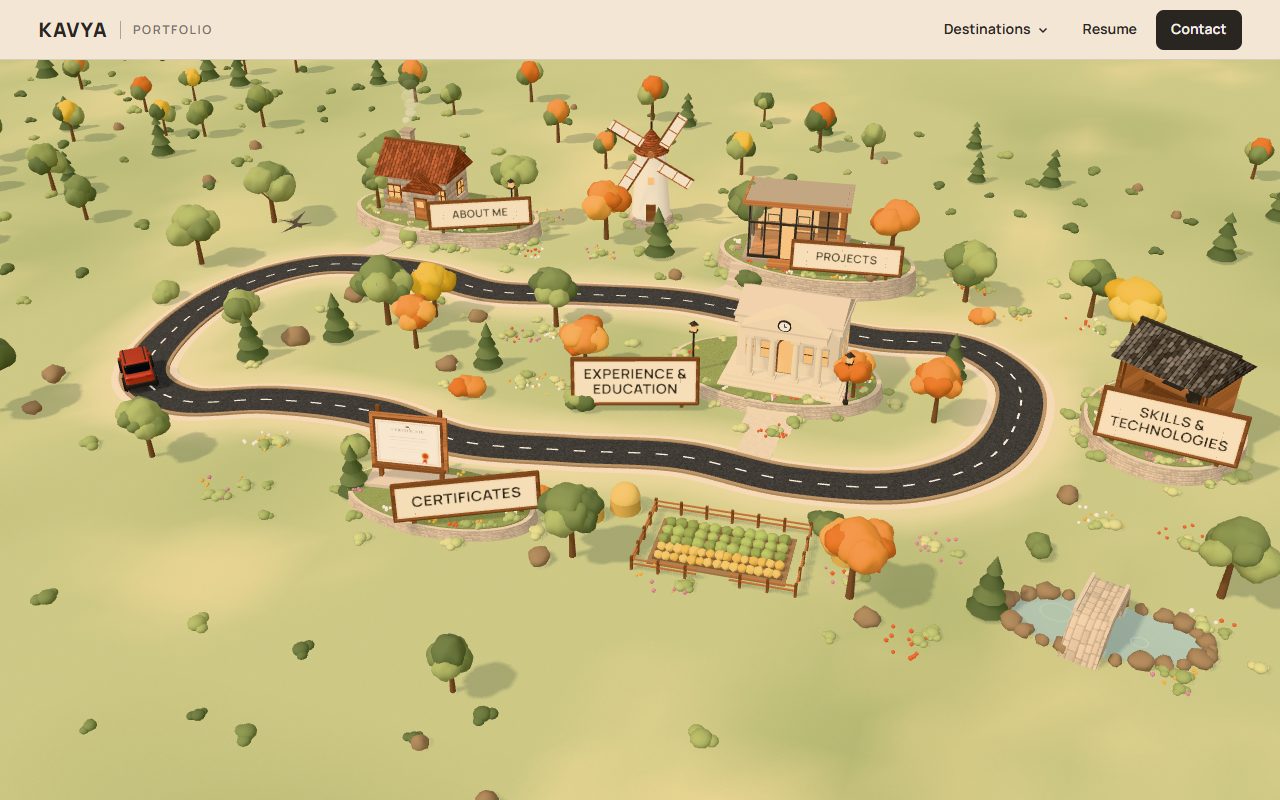 KAVYA
PORTFOLIO
Destinations
Resume
Contact
ABOUT ME
PROJECTS
EXPERIENCE &
EDUCATION
SKILLS &
TECHNOLOGIES
CERTIFICATES